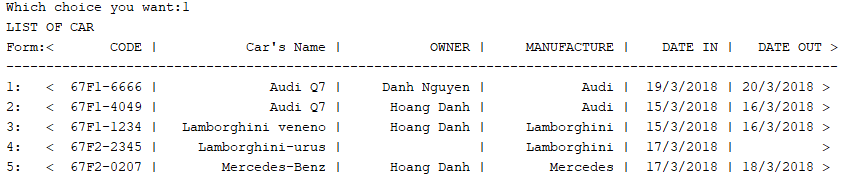 Which choice you want:1
LIST OF CAR
Form:< CODE | Car's Name | OWNER | MANUFACTURE | DATE IN | DATE OUT >
--------------------------------------------------------------------------------------------------------
1: < 67F1-6666 | Audi Q7 | Danh Nguyen | Audi | 19/3/2018 | 20/3/2018 >
2: < 67F1-4049 | Audi Q7 | Hoang Danh | Audi | 15/3/2018 | 16/3/2018 >
3: < 67F1-1234 | Lamborghini veneno | Hoang Danh | Lamborghini | 15/3/2018 | 16/3/2018 >
4: < 67F2-2345 | Lamborghini-urus | | Lamborghini | 17/3/2018 | >
5: < 67F2-0207 | Mercedes-Benz | Hoang Danh | Mercedes | 17/3/2018 | 18/3/2018 >